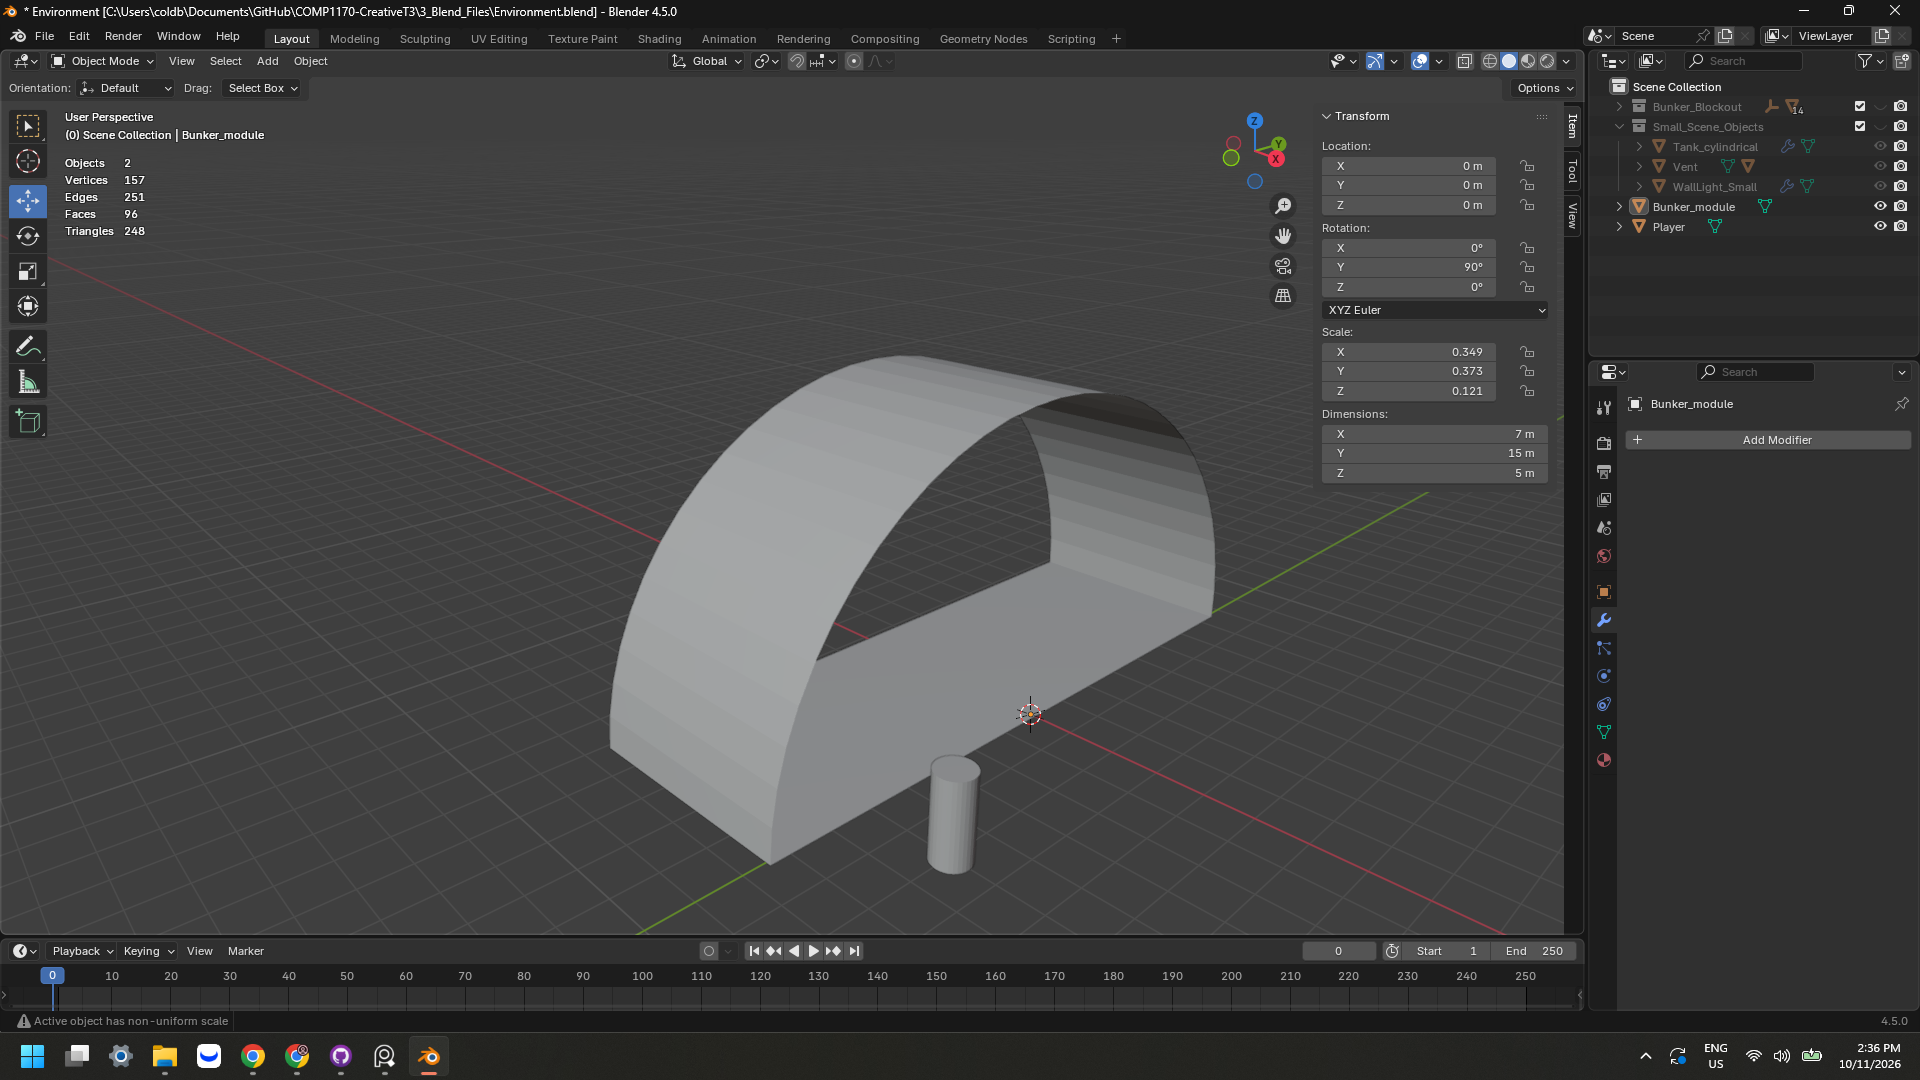 * Environment [C:\Users\coldb\Documents\GitHub\COMP1170-CreativeT3\3_Blend_Files\Environment.blend] - Blender 4.5.0
File Edit Render Window Help
Layout Modeling Sculpting UV Editing Texture Paint Shading Animation Rendering Compositing Geometry Nodes Scripting
Scene
ViewLayer
Object Mode View Select Add Object
Global
Search
Orientation: Default Drag: Select Box
Options
User Perspective
(0) Scene Collection | Bunker_module
Objects 2
Vertices 157
Edges 251
Faces 96
Triangles 248
Z
Y
X
Transform
Location:
X 0 m
Y 0 m
Z 0 m
Rotation:
X 0°
Y 90°
Z 0°
XYZ Euler
Scale:
X 0.349
Y 0.373
Z 0.121
Dimensions:
X 7 m
Y 15 m
Z 5 m
Item
Tool
View
Scene Collection
Bunker_Blockout 14
Small_Scene_Objects
Tank_cylindrical
Vent
WallLight_Small
Bunker_module
Player
Search
Bunker_module
Add Modifier
Playback Keying View Marker
0
Start 1
End 250
0 10 20 30 40 50 60 70 80 90 100 110 120 130 140 150 160 170 180 190 200 210 220 230 240 250
Active object has non-uniform scale
4.5.0
ENG
US
2:36 PM
10/11/2026